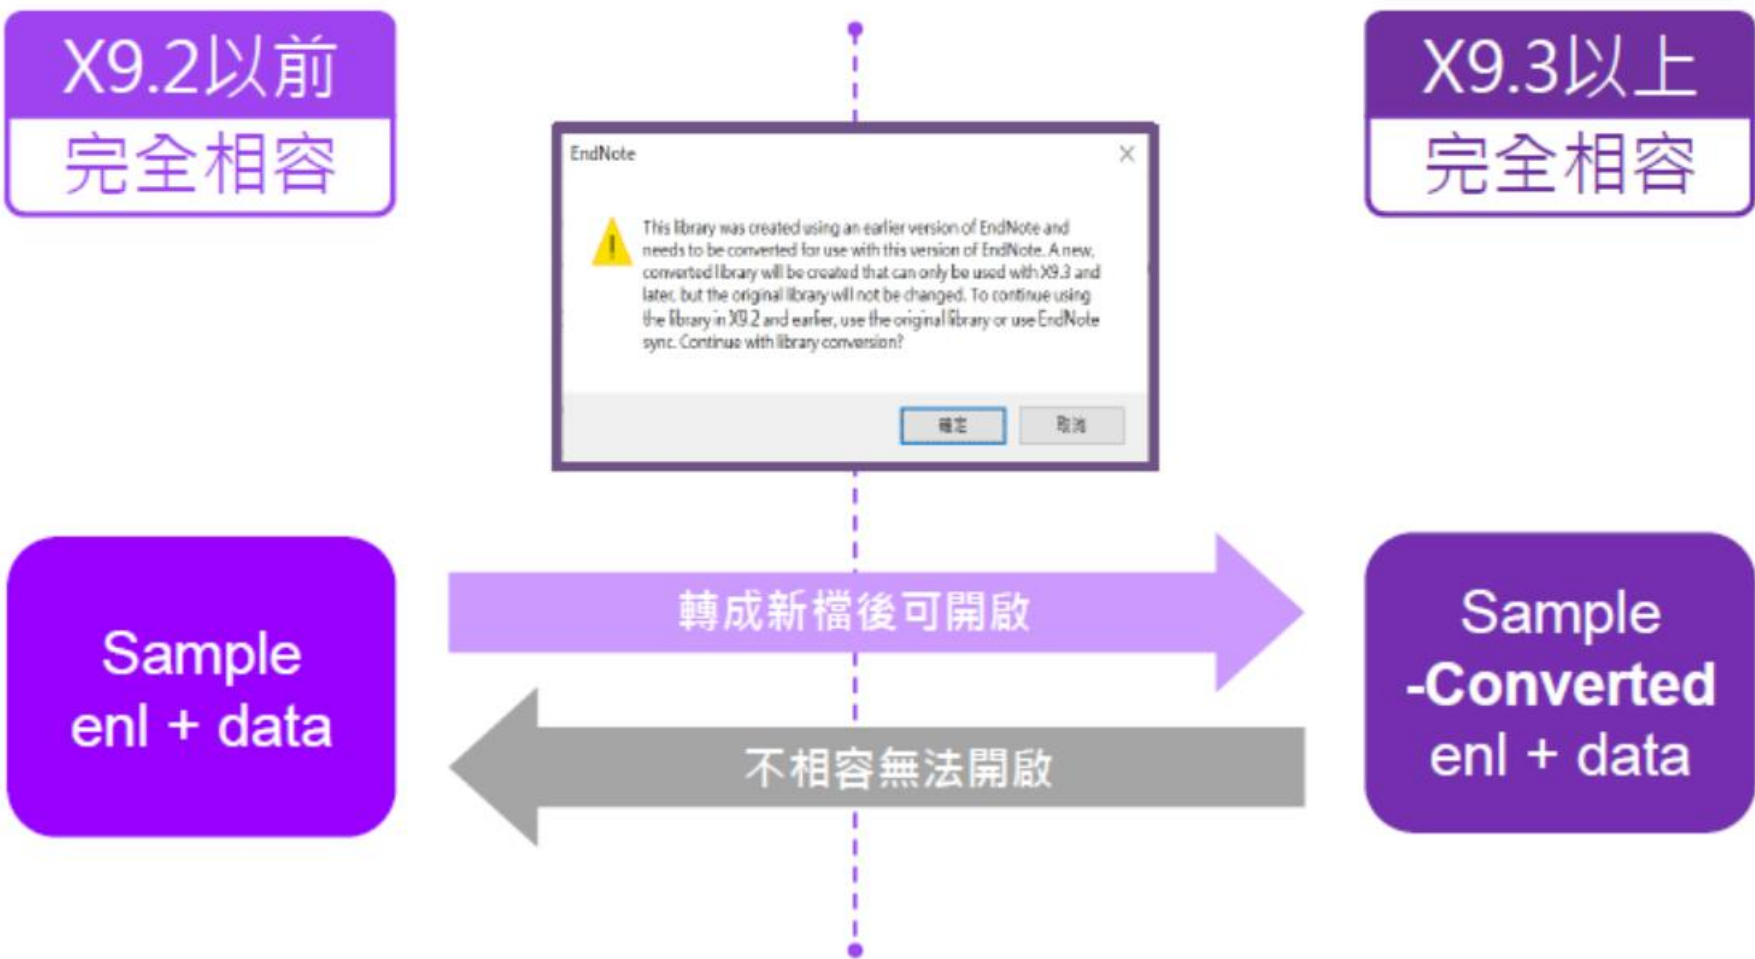 X9.2以前
完全相容
X9.3以上
完全相容
EndNote
This library was created using an earlier version of EndNote and
needs to be converted for use with this version of EndNote. A new,
converted library will be created that can only be used with X9.3 and
later, but the original library will not be changed. To continue using
the library in X9.2 and earlier, use the original library or use EndNote
sync. Continue with library conversion?
確定
取消
Sample
enl + data
轉成新檔後可開啟
不相容無法開啟
Sample
-Converted
enl + data